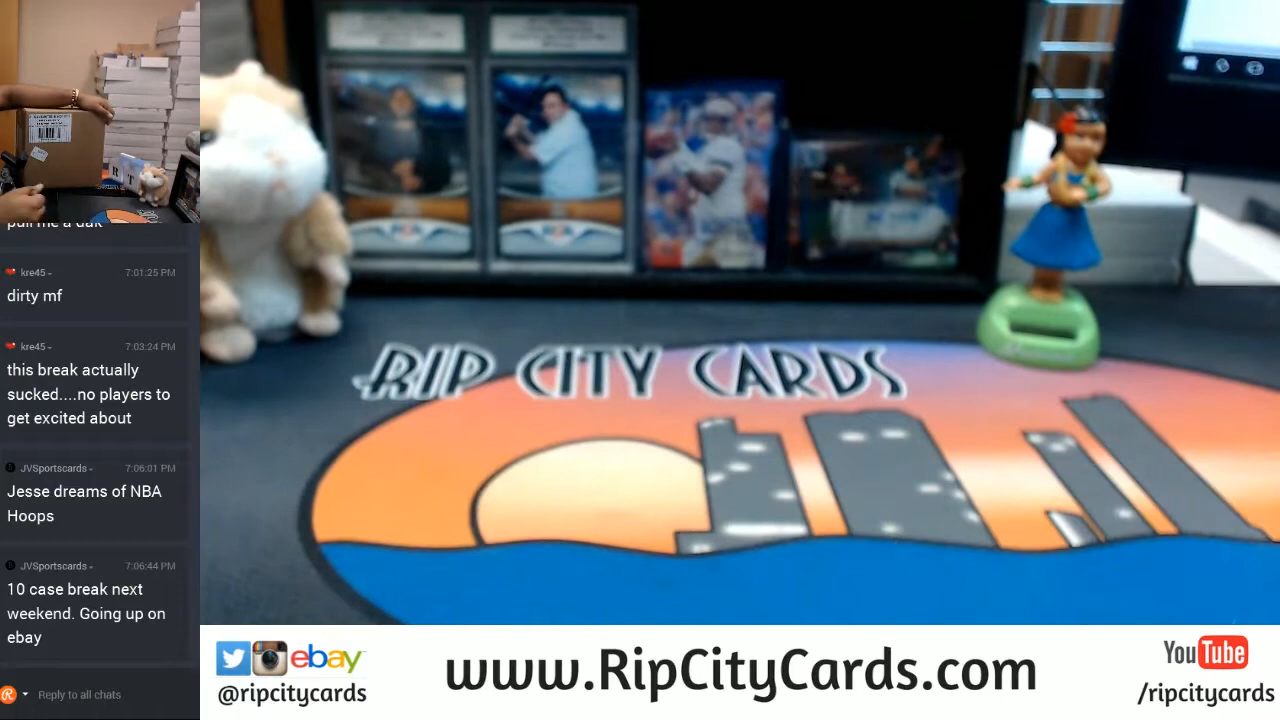 pull me a dak
kre45
7:01:25 PM
dirty mf
kre45
7:03:24 PM
this break actually
sucked....no players to
get excited about
JVSportscards
7:06:01 PM
Jesse dreams of NBA
Hoops
JVSportscards
7:06:44 PM
10 case break next
weekend. Going up on
ebay
Reply to all chats
RIP CITY CARDS
ebay
@ripcitycards
www.RipCityCards.com
YouTube
/ripcitycards